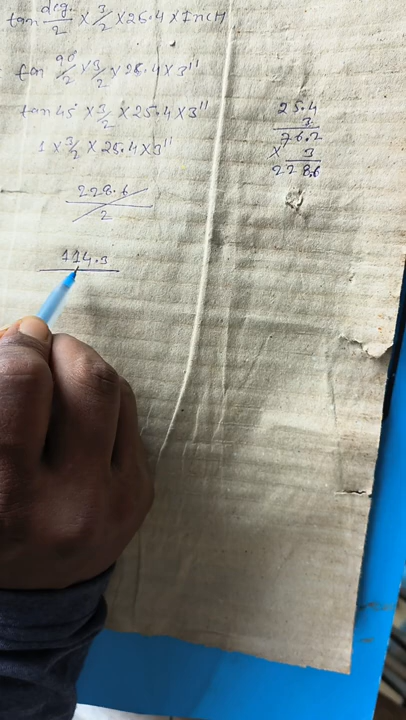 tan deg./2 × 3/2 × 25.4 × IncH
tan 90°/2 × 3/2 × 25.4 × 3"
tan 45° × 3/2 × 25.4 × 3"
1 × 3/2 × 25.4 × 3"
228.6
2
114.3
25.4
3
76.2
× 3
228.6